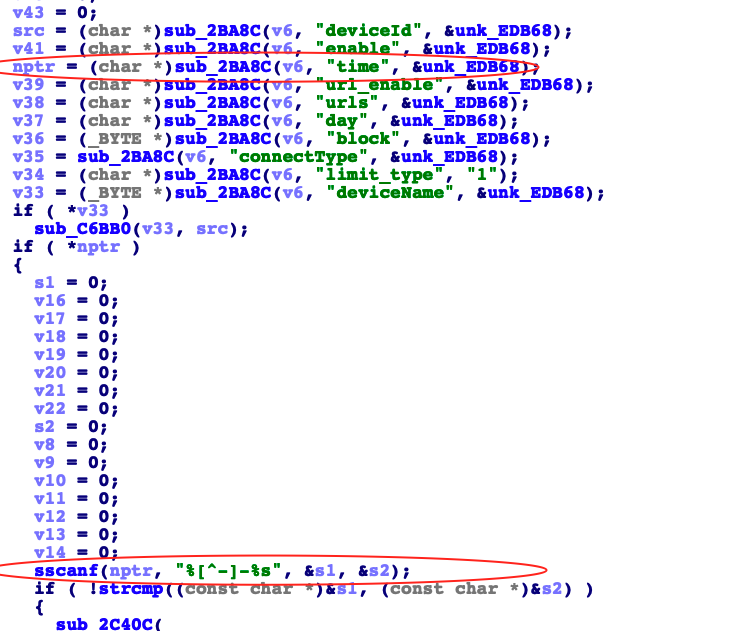 v43 = 0;
src = (char *)sub_2BA8C(v6, "deviceId", &unk_EDB68);
v41 = (char *)sub_2BA8C(v6, "enable", &unk_EDB68);
nptr = (char *)sub_2BA8C(v6, "time", &unk_EDB68);
v39 = (char *)sub_2BA8C(v6, "url_enable", &unk_EDB68);
v38 = (char *)sub_2BA8C(v6, "urls", &unk_EDB68);
v37 = (char *)sub_2BA8C(v6, "day", &unk_EDB68);
v36 = (_BYTE *)sub_2BA8C(v6, "block", &unk_EDB68);
v35 = sub_2BA8C(v6, "connectType", &unk_EDB68);
v34 = (char *)sub_2BA8C(v6, "limit_type", "1");
v33 = (_BYTE *)sub_2BA8C(v6, "deviceName", &unk_EDB68);
if ( *v33 )
sub_C6BB0(v33, src);
if ( *nptr )
{
s1 = 0;
v16 = 0;
v17 = 0;
v18 = 0;
v19 = 0;
v20 = 0;
v21 = 0;
v22 = 0;
s2 = 0;
v8 = 0;
v9 = 0;
v10 = 0;
v11 = 0;
v12 = 0;
v13 = 0;
v14 = 0;
sscanf(nptr, "%[^-]-%s", &s1, &s2);
if ( !strcmp((const char *)&s1, (const char *)&s2) )
{
sub_2C40C(